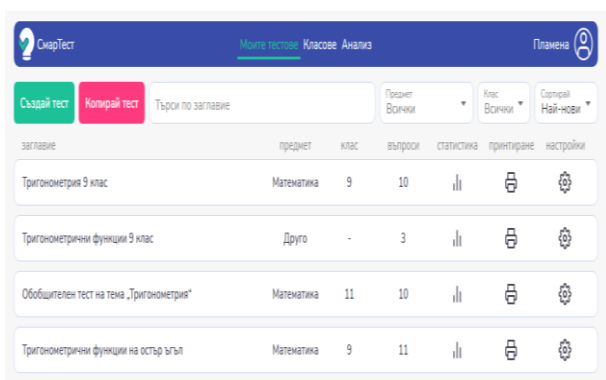 СмарТест Моите тестове Класове Анализ Пламена
Създай тест Копирай тест Търси по заглавие Предмет Всички Клас Всички Сортирай Най-нови
заглавие предмет клас въпроси статистика принтиране настройки
Тригонометрия 9 клас Математика 9 10
Тригонометрични функции 9 клас Друго - 3
Обобщителен тест на тема „Тригонометрия“ Математика 11 10
Тригонометрични функции на остър ъгъл Математика 9 11